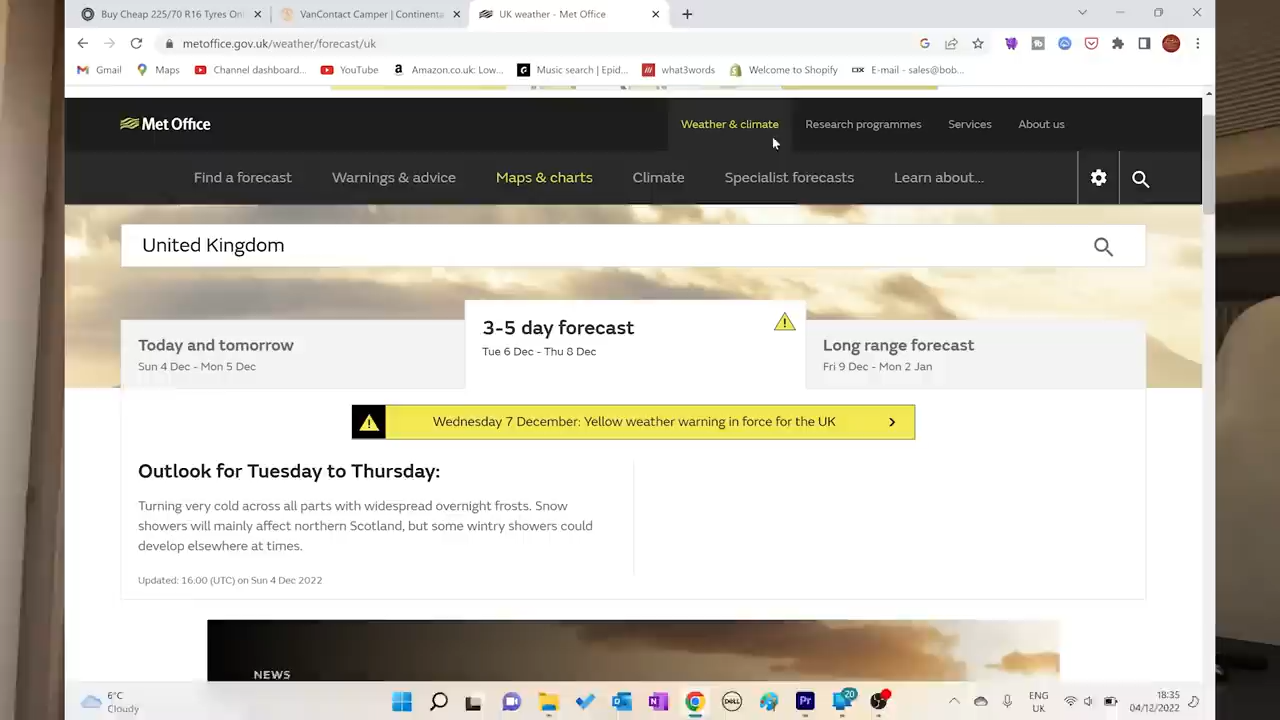 Buy Cheap 225/70 R16 Tyres Onl
VanContact Camper | Continenta
UK weather - Met Office
metoffice.gov.uk/weather/forecast/uk
Gmail
Maps
Channel dashboard...
YouTube
Amazon.co.uk: Low...
Music search | Epid...
what3words
Welcome to Shopify
E-mail - sales@bob...
Met Office
Weather & climate
Research programmes
Services
About us
Find a forecast
Warnings & advice
Maps & charts
Climate
Specialist forecasts
Learn about...
United Kingdom
Today and tomorrow
Sun 4 Dec - Mon 5 Dec
3-5 day forecast
Tue 6 Dec - Thu 8 Dec
Long range forecast
Fri 9 Dec - Mon 2 Jan
Wednesday 7 December: Yellow weather warning in force for the UK
Outlook for Tuesday to Thursday:
Turning very cold across all parts with widespread overnight frosts. Snow
showers will mainly affect northern Scotland, but some wintry showers could
develop elsewhere at times.
Updated: 16:00 (UTC) on Sun 4 Dec 2022
NEWS
6°C
Cloudy
DELL
Pr
20
ENG
UK
18:35
04/12/2022